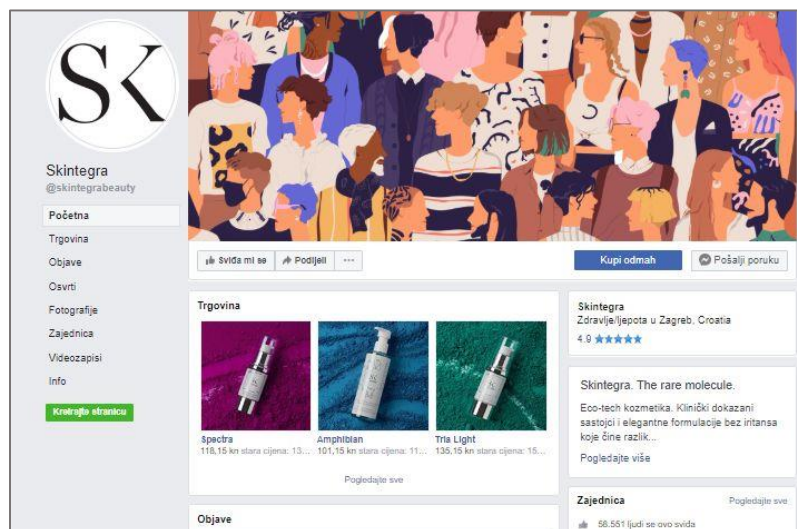 SK
Skintegra
@skintegrabeauty
Početna
Trgovina
Objave
Osvrti
Fotografije
Zajednica
Videozapisi
Info
Kreirajte stranicu
Sviđa mi se
Podijeli
...
Kupi odmah
Pošalji poruku
Trgovina
SK
SK
SK
Spectra
118,15 kn stara cijena: 13...
Amphibian
101,15 kn stara cijena: 11...
Tria Light
135,15 kn stara cijena: 15...
Pogledajte sve
Objave
Skintegra
Zdravlje/ljepota u Zagreb, Croatia
4.9 ★★★★★
Skintegra. The rare molecule.
Eco-tech kozmetika. Klinički dokazani
sastojci i elegantne formulacije bez iritansa
koje čine razlik...
Pogledajte više
Zajednica
Pogledajte sve
56.551 ljudi se ovo sviđa